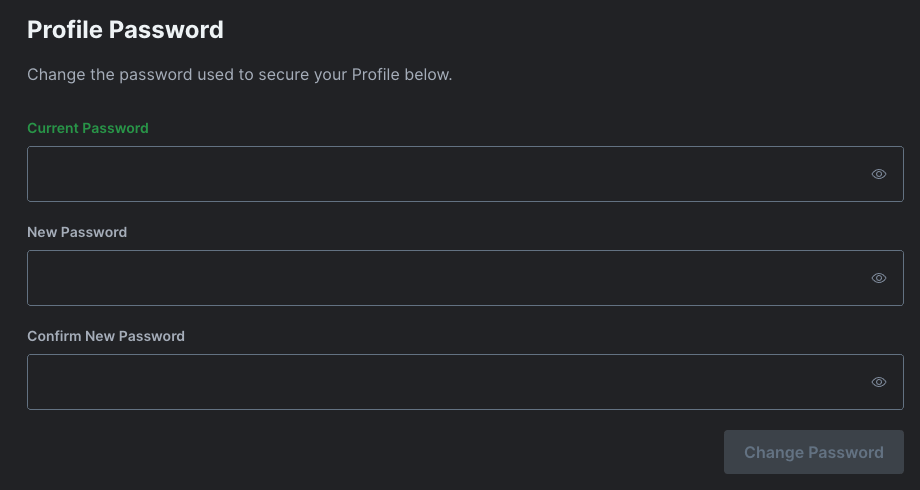 Profile Password
Change the password used to secure your Profile below.
Current Password
New Password
Confirm New Password
Change Password